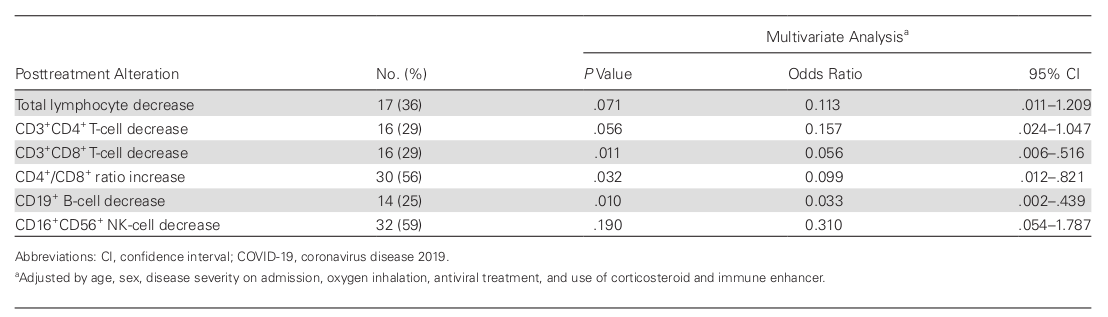 Multivariate Analysisᵃ
Posttreatment Alteration No. (%) P Value Odds Ratio 95% CI
Total lymphocyte decrease 17 (36) .071 0.113 .011–1.209
CD3⁺CD4⁺ T-cell decrease 16 (29) .056 0.157 .024–1.047
CD3⁺CD8⁺ T-cell decrease 16 (29) .011 0.056 .006–.516
CD4⁺/CD8⁺ ratio increase 30 (56) .032 0.099 .012–.821
CD19⁺ B-cell decrease 14 (25) .010 0.033 .002–.439
CD16⁺CD56⁺ NK-cell decrease 32 (59) .190 0.310 .054–1.787
Abbreviations: CI, confidence interval; COVID-19, coronavirus disease 2019.
ᵃAdjusted by age, sex, disease severity on admission, oxygen inhalation, antiviral treatment, and use of corticosteroid and immune enhancer.